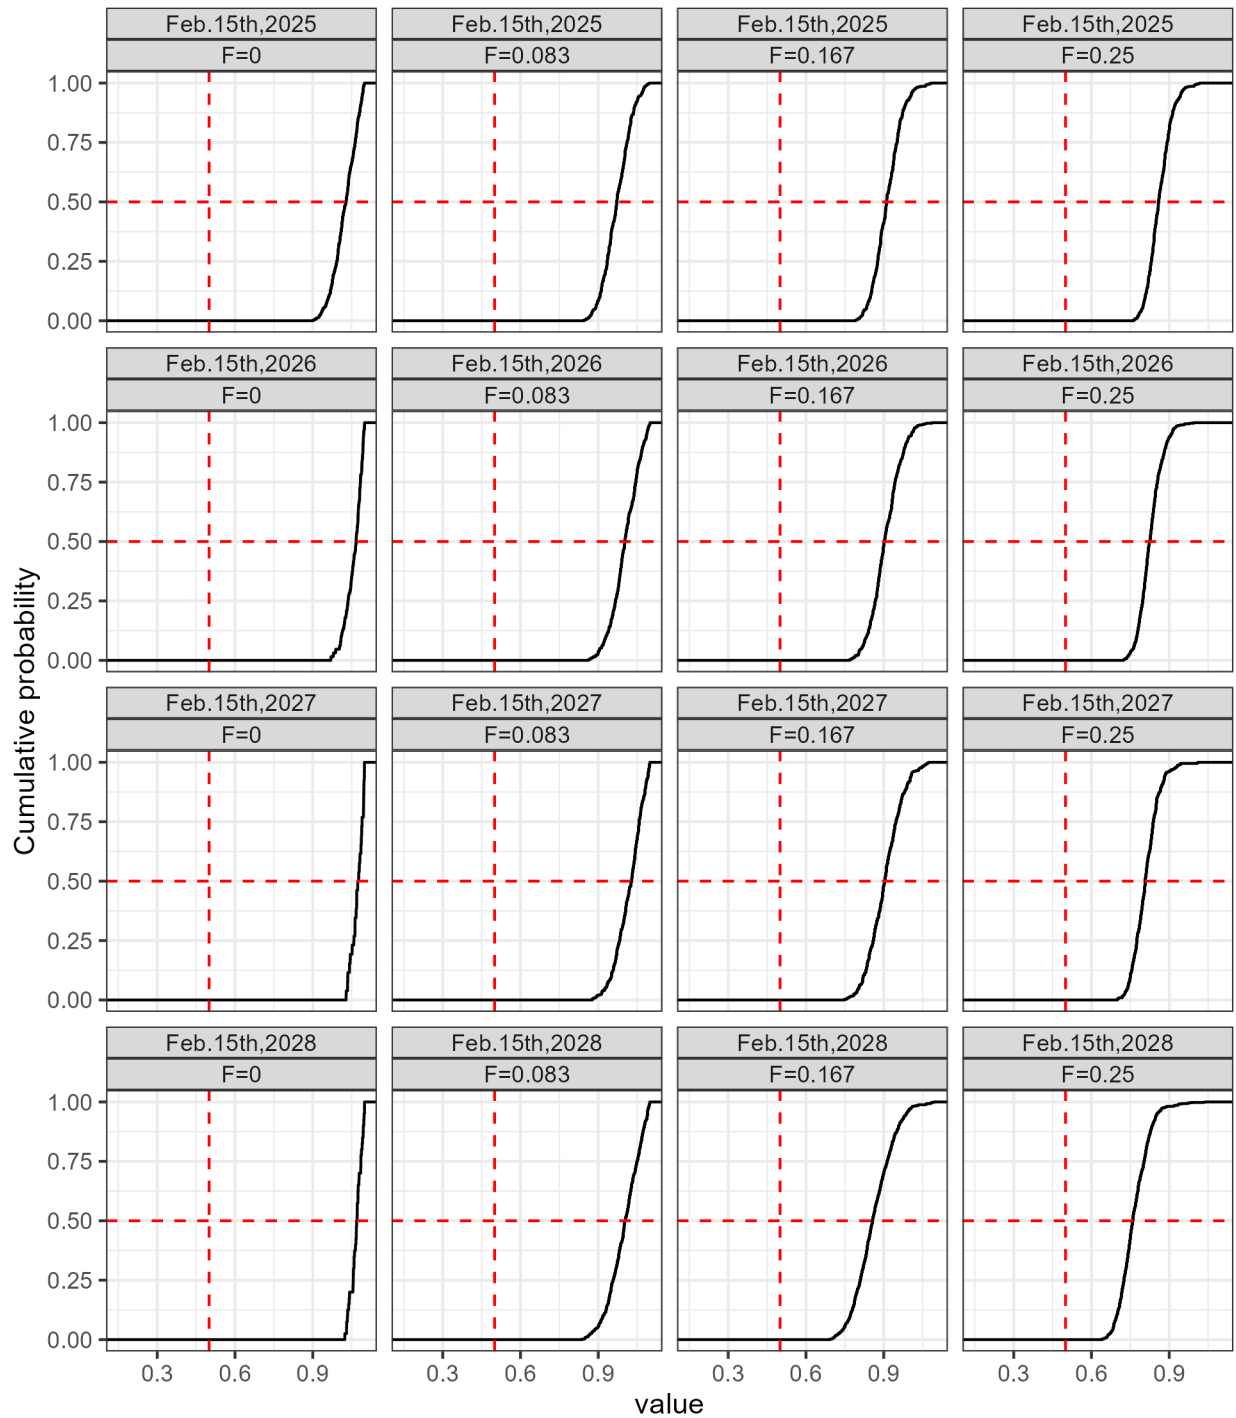 Feb.15th,2025 Feb.15th,2025 Feb.15th,2025 Feb.15th,2025
F=0 F=0.083 F=0.167 F=0.25
1.00
0.75
0.50
0.25
0.00
Feb.15th,2026 Feb.15th,2026 Feb.15th,2026 Feb.15th,2026
F=0 F=0.083 F=0.167 F=0.25
1.00
0.75
0.50
0.25
0.00
Cumulative probability
Feb.15th,2027 Feb.15th,2027 Feb.15th,2027 Feb.15th,2027
F=0 F=0.083 F=0.167 F=0.25
1.00
0.75
0.50
0.25
0.00
Feb.15th,2028 Feb.15th,2028 Feb.15th,2028 Feb.15th,2028
F=0 F=0.083 F=0.167 F=0.25
1.00
0.75
0.50
0.25
0.00
0.3 0.6 0.9 0.3 0.6 0.9 0.3 0.6 0.9 0.3 0.6 0.9
value